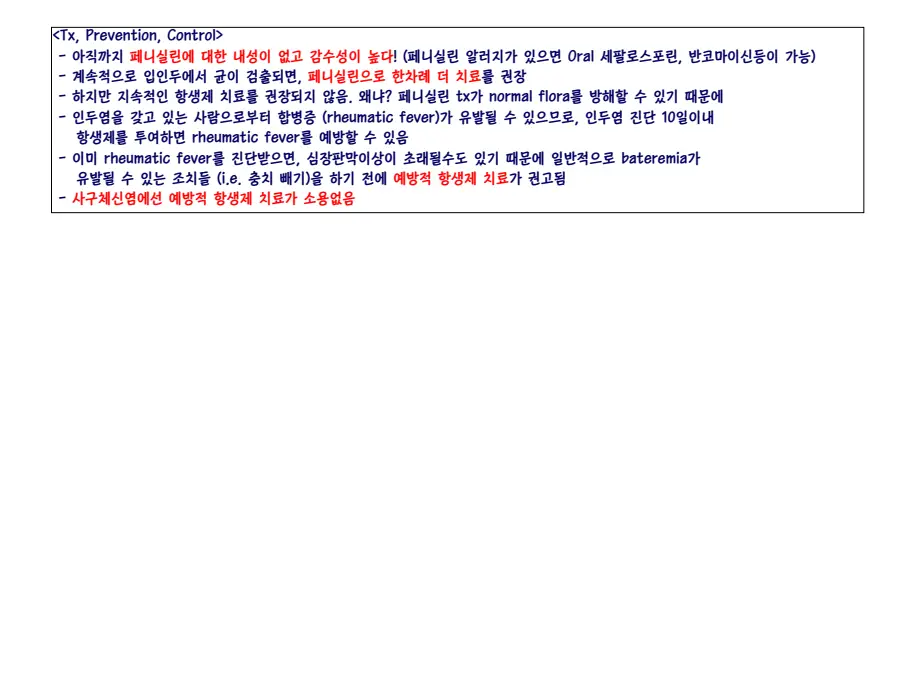 <Tx, Prevention, Control>
- 아직까지 페니실린에 대한 내성이 없고 감수성이 높다! (페니실린 알러지가 있으면 Oral 세팔로스포린, 반코마이신등이 가능)
- 계속적으로 입인두에서 균이 검출되면, 페니실린으로 한차례 더 치료를 권장
- 하지만 지속적인 항생제 치료를 권장되지 않음. 왜냐? 페니실린 tx가 normal flora를 방해할 수 있기 때문에
- 인두염을 갖고 있는 사람으로부터 합병증 (rheumatic fever)가 유발될 수 있으므로, 인두염 진단 10일이내
항생제를 투여하면 rheumatic fever를 예방할 수 있음
- 이미 rheumatic fever를 진단받으면, 심장판막이상이 초래될수도 있기 때문에 일반적으로 bateremia가
유발될 수 있는 조치들 (i.e. 충치 빼기)을 하기 전에 예방적 항생제 치료가 권고됨
- 사구체신염에선 예방적 항생제 치료가 소용없음